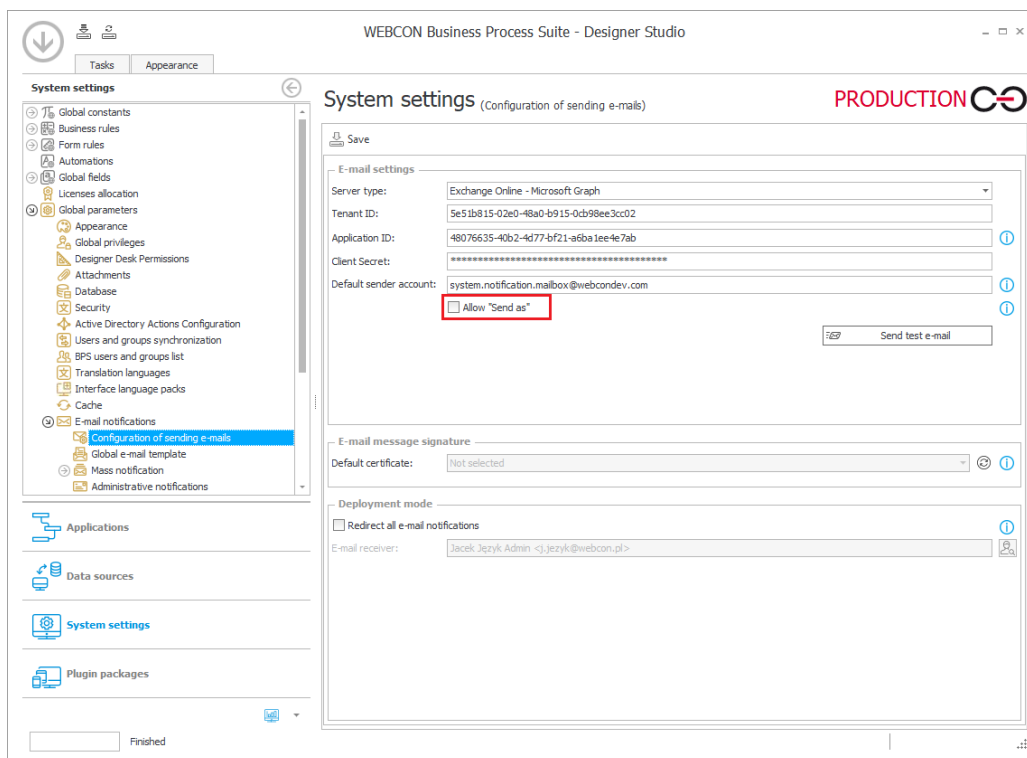 WEBCON Business Process Suite - Designer Studio
Tasks
Appearance
System settings
Global constants
Business rules
Form rules
Automations
Global fields
Licenses allocation
Global parameters
Appearance
Global privileges
Designer Desk Permissions
Attachments
Database
Security
Active Directory Actions Configuration
Users and groups synchronization
BPS users and groups list
Translation languages
Interface language packs
Cache
E-mail notifications
Configuration of sending e-mails
Global e-mail template
Mass notification
Administrative notifications
Applications
Data sources
System settings
Plugin packages
System settings (Configuration of sending e-mails)
PRODUCTION
Save
E-mail settings
Server type: Exchange Online - Microsoft Graph
Tenant ID: 5e51b815-02e0-48a0-b915-0cb98ee3cc02
Application ID: 48076635-40b2-4d77-bf21-a6ba1ee4e7ab
Client Secret: ****************************************
Default sender account: system.notification.mailbox@webcondev.com
Allow "Send as"
Send test e-mail
E-mail message signature
Default certificate: Not selected
Deployment mode
Redirect all e-mail notifications
E-mail receiver: Jacek Język Admin <j.jezyk@webcon.pl>
Finished